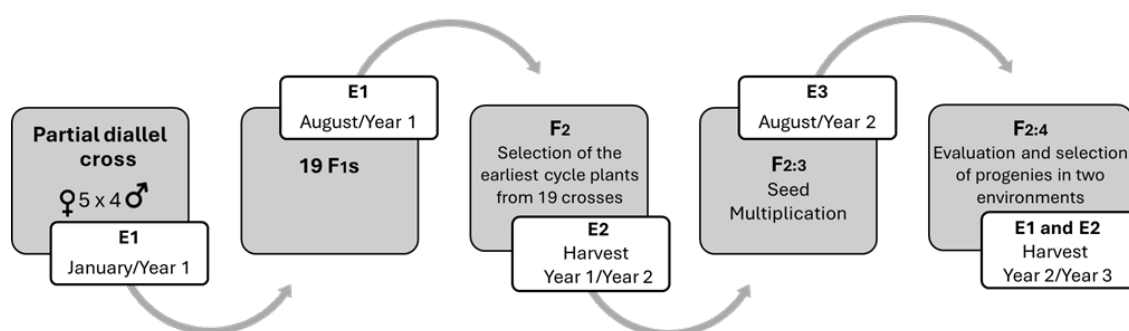 Partial diallel
cross
♀5 x 4♂
E1
January/Year 1
E1
August/Year 1
19 F1s
F2
Selection of the
earliest cycle plants
from 19 crosses
E2
Harvest
Year 1/Year 2
E3
August/Year 2
F2:3
Seed
Multiplication
F2:4
Evaluation and selection
of progenies in two
environments
E1 and E2
Harvest
Year 2/Year 3